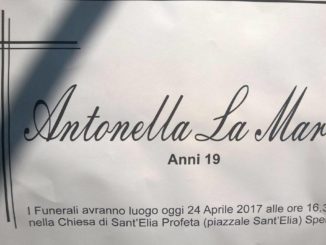 Antonella La Mar
Anni 19
I Funerali avranno luogo oggi 24 Aprile 2017 alle ore 16,3
nella Chiesa di Sant'Elia Profeta (piazzale Sant'Elia) Spe